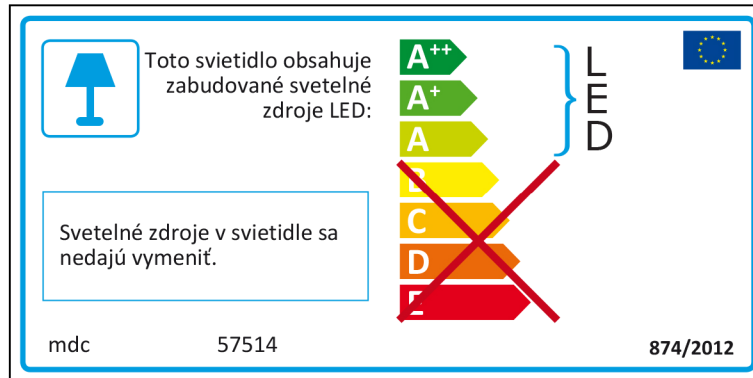 Toto svietidlo obsahuje
zabudované svetelné
zdroje LED:
A++
A+
A
B
C
D
E
L
E
D
Svetelné zdroje v svietidle sa
nedajú vymeniť.
mdc 57514
874/2012